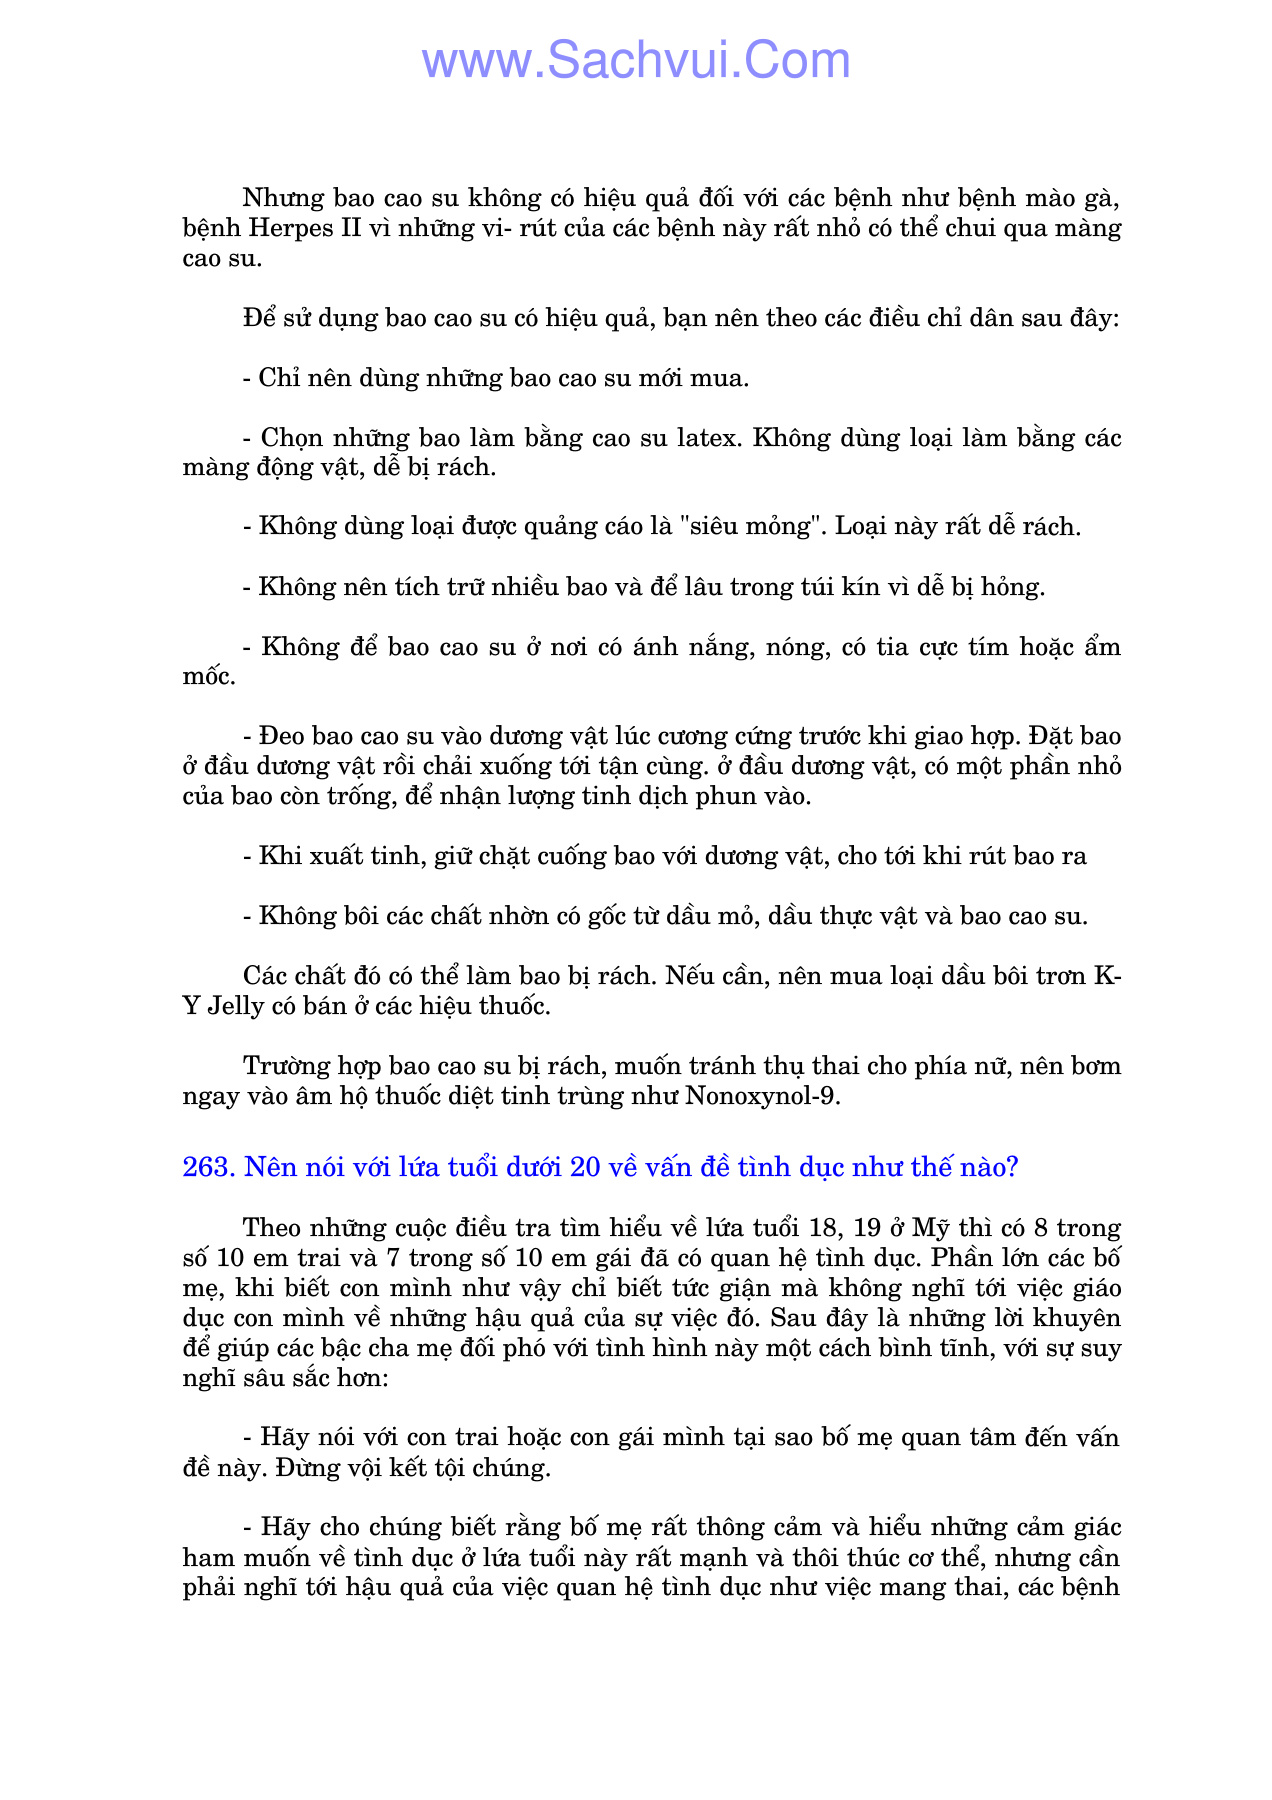 www.Sachvui.Com
Nhưng bao cao su không có hiệu quả đối với các bệnh như bệnh mào gà,
bệnh Herpes II vì những vi- rút của các bệnh này rất nhỏ có thể chui qua màng
cao su.
Để sử dụng bao cao su có hiệu quả, bạn nên theo các điều chỉ dân sau đây:
- Chỉ nên dùng những bao cao su mới mua.
- Chọn những bao làm bằng cao su latex. Không dùng loại làm bằng các
màng động vật, dễ bị rách.
- Không dùng loại được quảng cáo là "siêu mỏng". Loại này rất dễ rách.
- Không nên tích trữ nhiều bao và để lâu trong túi kín vì dễ bị hỏng.
- Không để bao cao su ở nơi có ánh nắng, nóng, có tia cực tím hoặc ẩm
mốc.
- Đeo bao cao su vào dương vật lúc cương cứng trước khi giao hợp. Đặt bao
ở đầu dương vật rồi chải xuống tới tận cùng. ở đầu dương vật, có một phần nhỏ
của bao còn trống, để nhận lượng tinh dịch phun vào.
- Khi xuất tinh, giữ chặt cuống bao với dương vật, cho tới khi rút bao ra
- Không bôi các chất nhờn có gốc từ dầu mỏ, dầu thực vật và bao cao su.
Các chất đó có thể làm bao bị rách. Nếu cần, nên mua loại dầu bôi trơn K-
Y Jelly có bán ở các hiệu thuốc.
Trường hợp bao cao su bị rách, muốn tránh thụ thai cho phía nữ, nên bơm
ngay vào âm hộ thuốc diệt tinh trùng như Nonoxynol-9.
263. Nên nói với lứa tuổi dưới 20 về vấn đề tình dục như thế nào?
Theo những cuộc điều tra tìm hiểu về lứa tuổi 18, 19 ở Mỹ thì có 8 trong
số 10 em trai và 7 trong số 10 em gái đã có quan hệ tình dục. Phần lớn các bố
mẹ, khi biết con mình như vậy chỉ biết tức giận mà không nghĩ tới việc giáo
dục con mình về những hậu quả của sự việc đó. Sau đây là những lời khuyên
để giúp các bậc cha mẹ đối phó với tình hình này một cách bình tĩnh, với sự suy
nghĩ sâu sắc hơn:
- Hãy nói với con trai hoặc con gái mình tại sao bố mẹ quan tâm đến vấn
đề này. Đừng vội kết tội chúng.
- Hãy cho chúng biết rằng bố mẹ rất thông cảm và hiểu những cảm giác
ham muốn về tình dục ở lứa tuổi này rất mạnh và thôi thúc cơ thể, nhưng cần
phải nghĩ tới hậu quả của việc quan hệ tình dục như việc mang thai, các bệnh